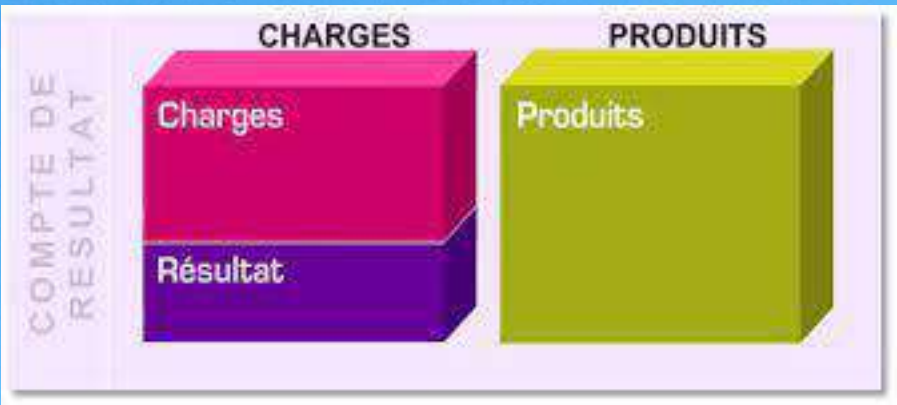 COMPTE DE
RESULTAT
CHARGES
PRODUITS
Charges
Produits
Résultat